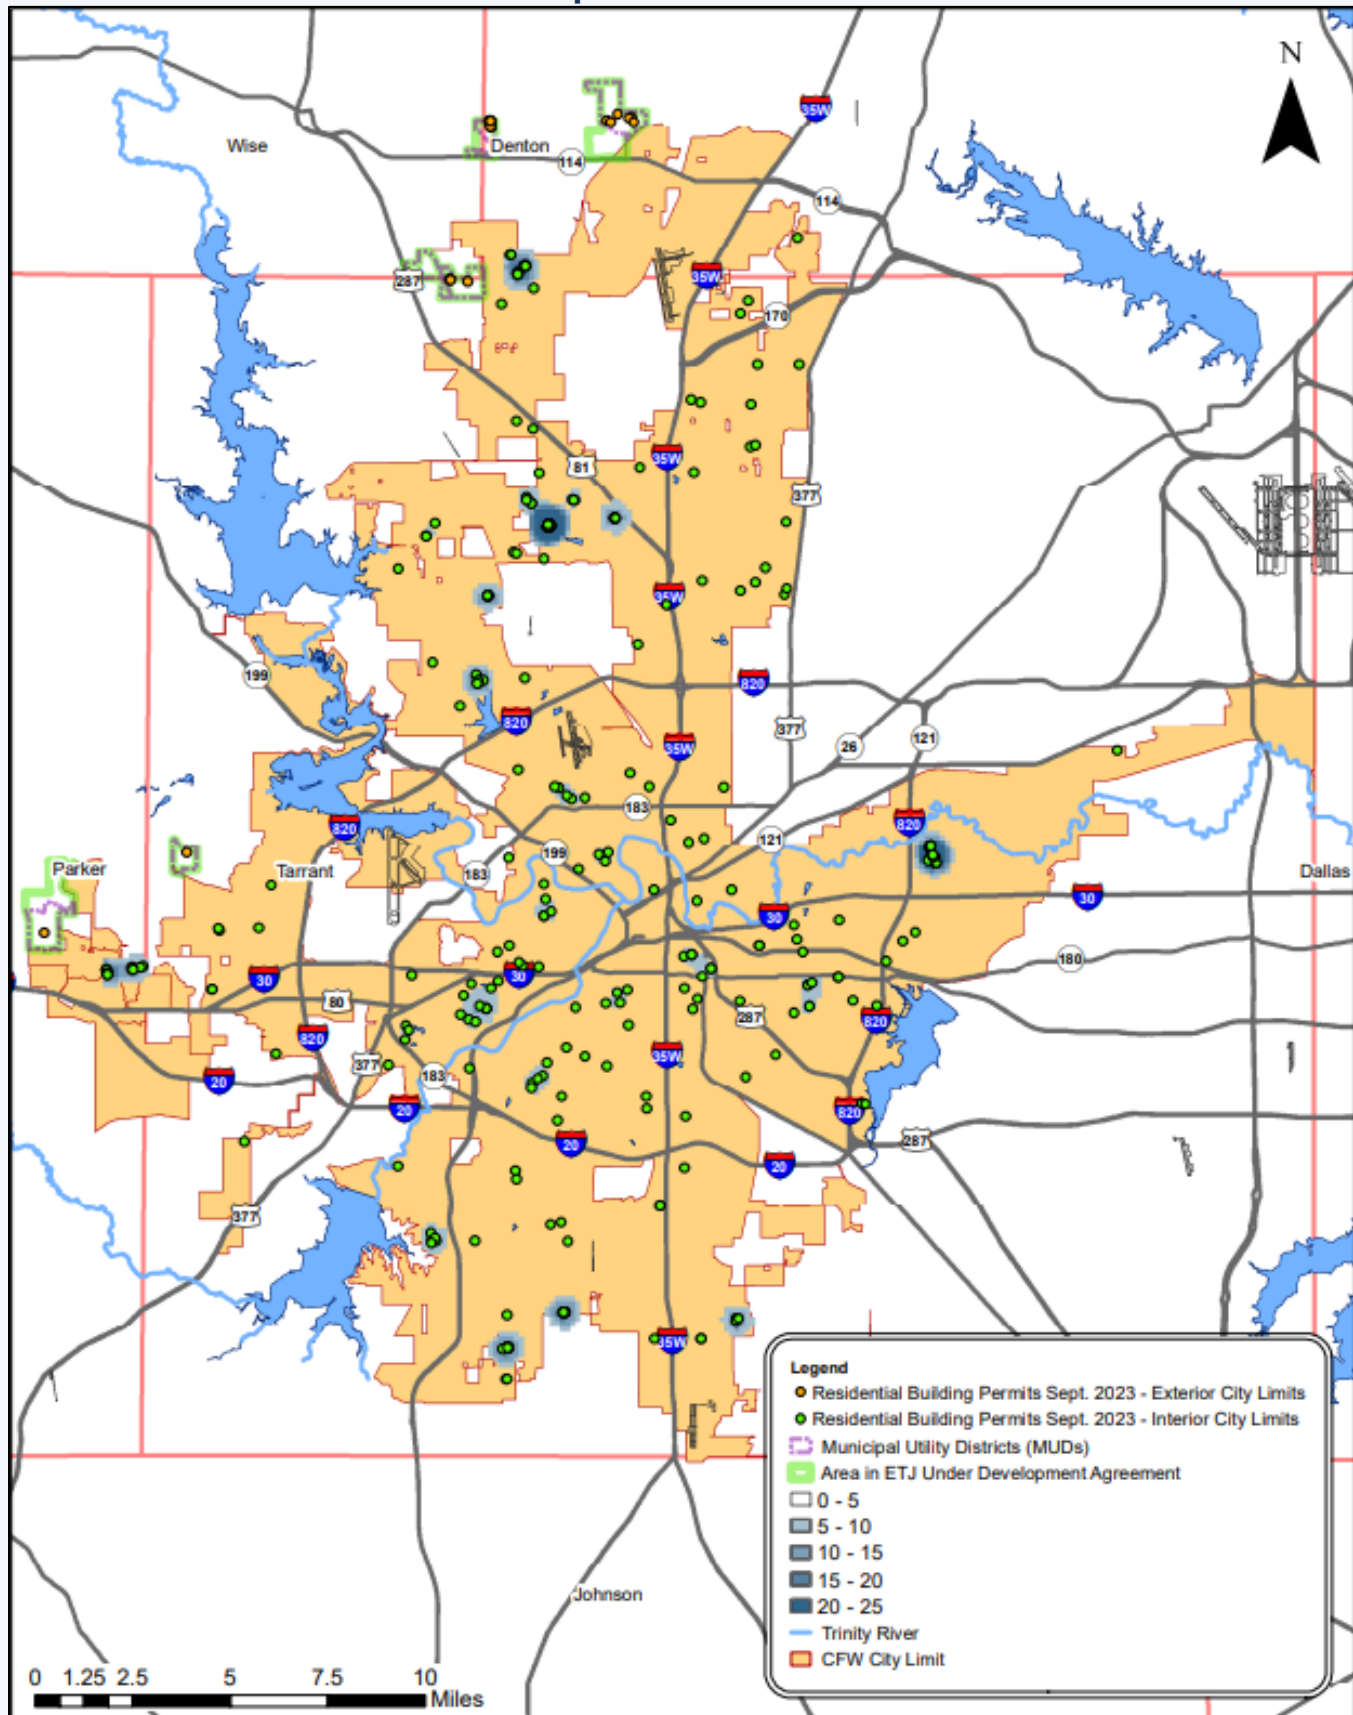 N
35W
Wise
Denton
114
114
287
35W
170
35W
81
377
35W
199
820
820
377
35W
26
121
183
820
820
121
Parker
Tarrant
199
183
Dallas
30
30
180
30
30
80
287
820
820
35W
377
183
20
20
820
287
20
20
377
35W
Legend
Residential Building Permits Sept. 2023 - Exterior City Limits
Residential Building Permits Sept. 2023 - Interior City Limits
Municipal Utility Districts (MUDs)
Area in ETJ Under Development Agreement
0 - 5
5 - 10
10 - 15
15 - 20
20 - 25
Trinity River
CFW City Limit
Johnson
0 1.25 2.5 5 7.5 10
Miles